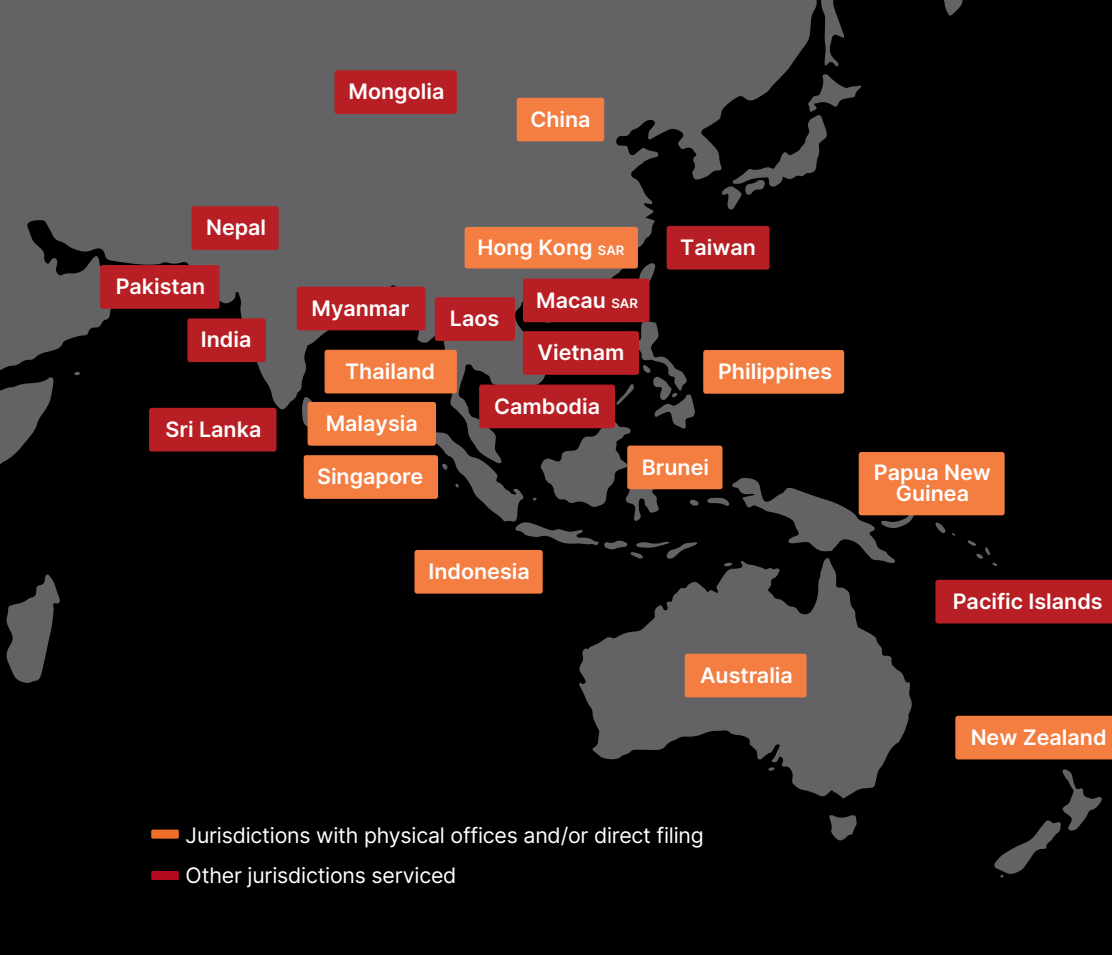 Mongolia
China
Nepal
Hong Kong SAR
Taiwan
Pakistan
Myanmar
Laos
Macau SAR
India
Vietnam
Thailand
Philippines
Cambodia
Malaysia
Sri Lanka
Singapore
Brunei
Papua New
Guinea
Indonesia
Pacific Islands
Australia
New Zealand
Jurisdictions with physical offices and/or direct filing
Other jurisdictions serviced